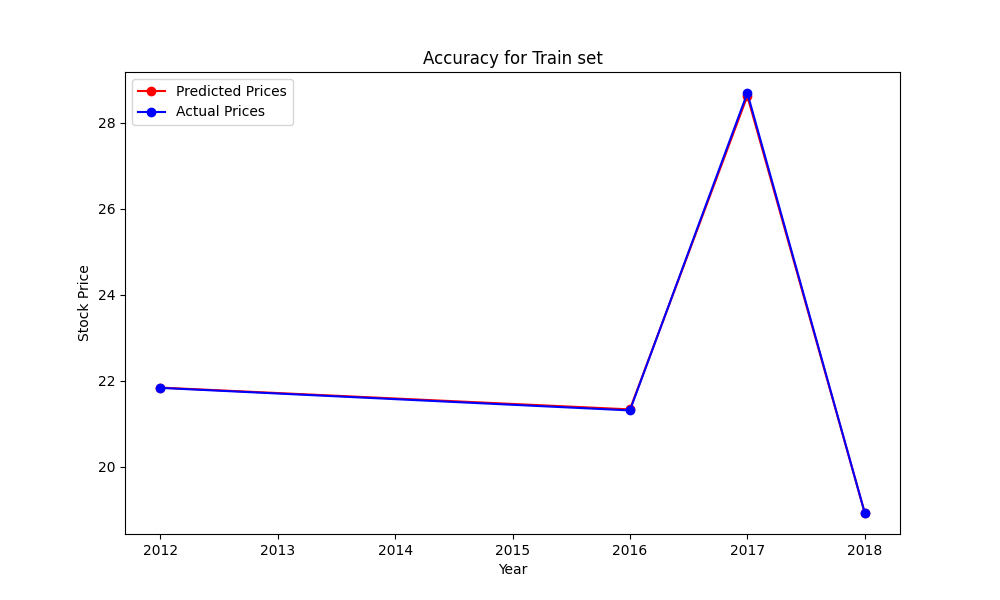 Accuracy for Train set
Predicted Prices
Actual Prices
28
26
24
22
20
Stock Price
2012 2013 2014 2015 2016 2017 2018
Year